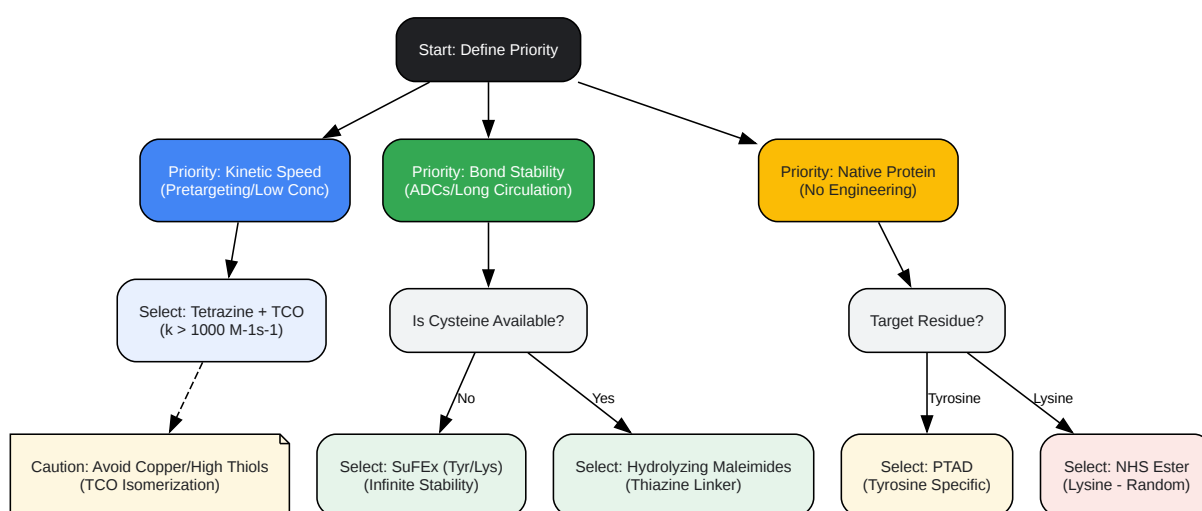 Start: Define Priority
Priority: Kinetic Speed
(Pretargeting/Low Conc)
Priority: Bond Stability
(ADCs/Long Circulation)
Priority: Native Protein
(No Engineering)
Select: Tetrazine + TCO
(k > 1000 M-1s-1)
Is Cysteine Available?
Target Residue?
No
Yes
Tyrosine
Lysine
Caution: Avoid Copper/High Thiols
(TCO Isomerization)
Select: SuFEx (Tyr/Lys)
(Infinite Stability)
Select: Hydrolyzing Maleimides
(Thiazine Linker)
Select: PTAD
(Tyrosine Specific)
Select: NHS Ester
(Lysine - Random)